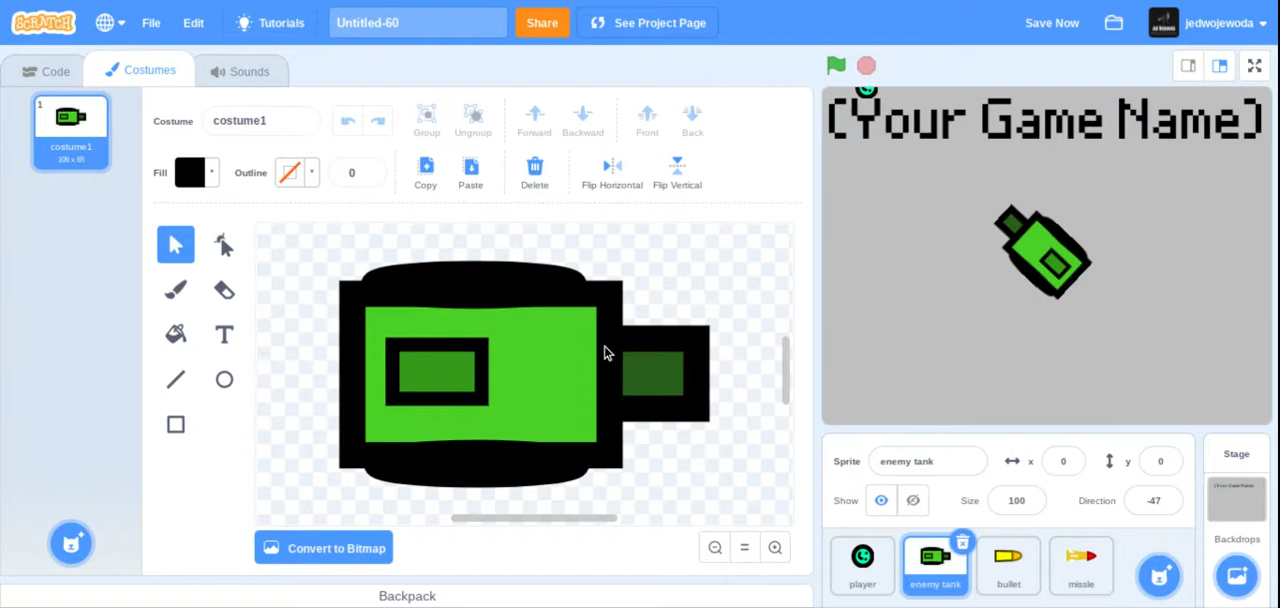 SCRATCH File Edit Tutorials Untitled-60 Share See Project Page Save Now jedwojewoda
Code Costumes Sounds
1
costume1
106 x 65
Costume costume1 Group Ungroup Forward Backward Front Back
Fill Outline 0 Copy Paste Delete Flip Horizontal Flip Vertical
T
Convert to Bitmap
Backpack
(Your Game Name)
Sprite enemy tank x 0 y 0
Show Size 100 Direction -47
player enemy tank bullet missle
Stage
Backdrops